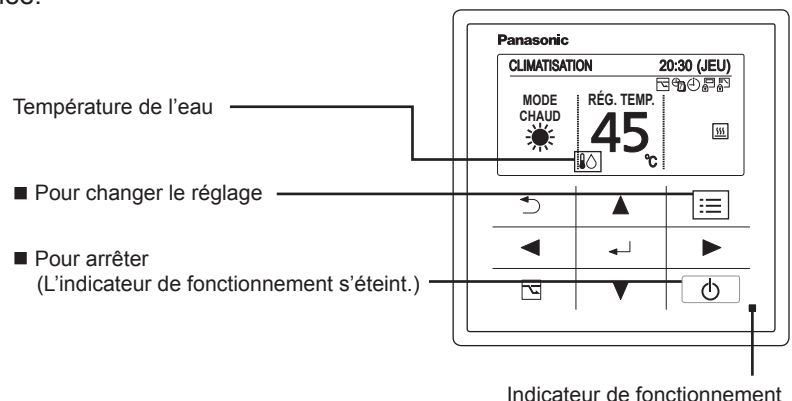 Panasonic
CLIMATISATION 20:30 (JEU)
MODE CHAUD
RÉG. TEMP.
45 °C
Température de l'eau
■ Pour changer le réglage
■ Pour arrêter
(L'indicateur de fonctionnement s'éteint.)
Indicateur de fonctionnement